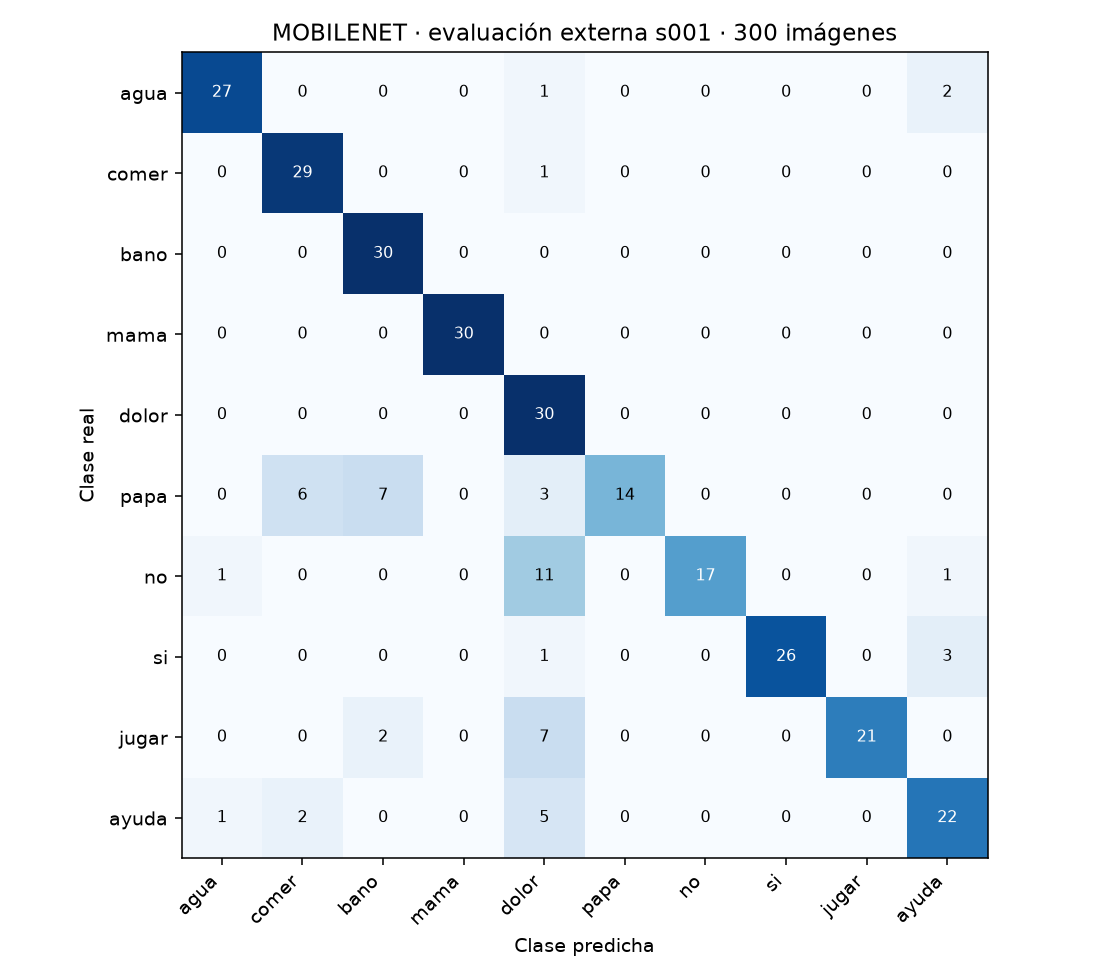 MOBILENET · evaluación externa s001 · 300 imágenes
agua 27 0 0 0 1 0 0 0 0 2
comer 0 29 0 0 1 0 0 0 0 0
bano 0 0 30 0 0 0 0 0 0 0
mama 0 0 0 30 0 0 0 0 0 0
dolor 0 0 0 0 30 0 0 0 0 0
papa 0 6 7 0 3 14 0 0 0 0
no 1 0 0 0 11 0 17 0 0 1
si 0 0 0 0 1 0 0 26 0 3
jugar 0 0 2 0 7 0 0 0 21 0
ayuda 1 2 0 0 5 0 0 0 0 22
Clase real
agua comer bano mama dolor papa no si jugar ayuda
Clase predicha